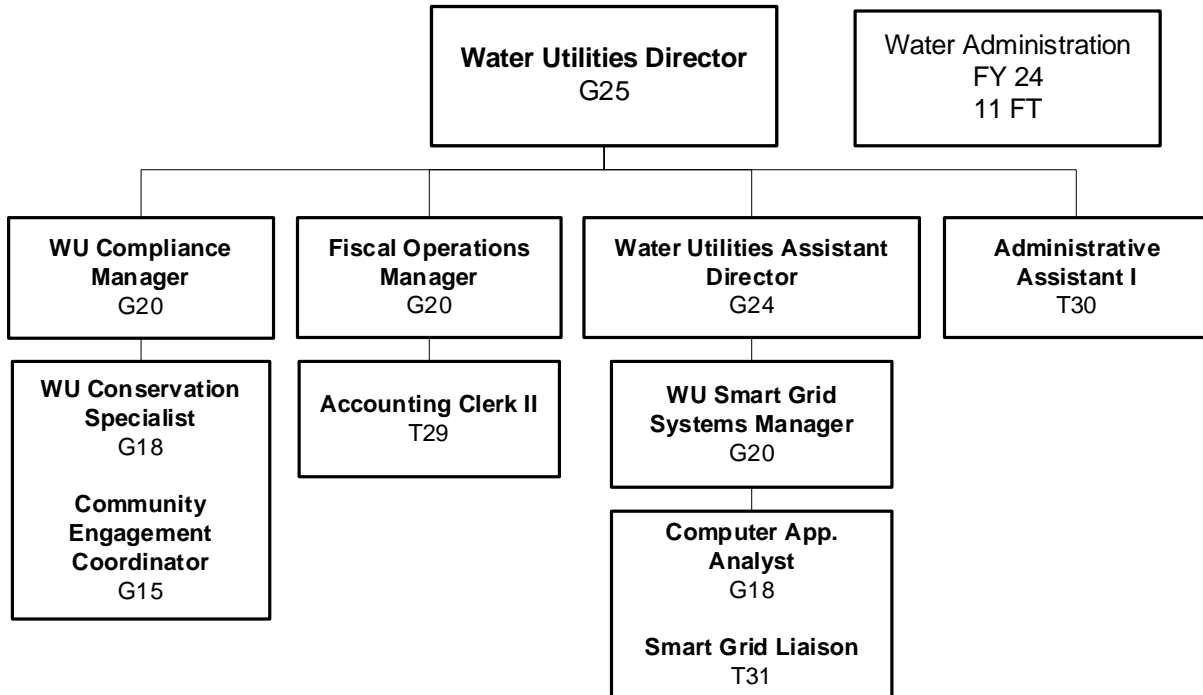 Water Utilities Director
G25
Water Administration
FY 24
11 FT
WU Compliance
Manager
G20
Fiscal Operations
Manager
G20
Water Utilities Assistant
Director
G24
Administrative
Assistant I
T30
WU Conservation
Specialist
G18
Community
Engagement
Coordinator
G15
Accounting Clerk II
T29
WU Smart Grid
Systems Manager
G20
Computer App.
Analyst
G18
Smart Grid Liaison
T31